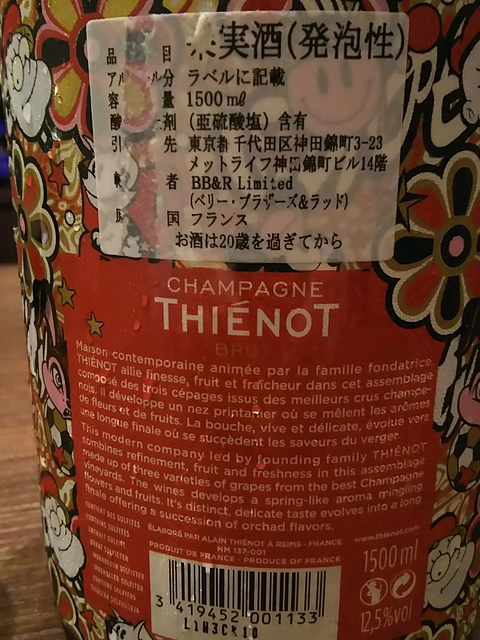 品 目 果実酒(発泡性)
アルコール分 ラベルに記載
容 量 1500ml
酸 剤 (亜硫酸塩)含有
引 先 東京都千代田区神田錦町3-23
メットライフ神田錦町ビル14階
者 BB&R Limited
(ベリー・ブラザーズ&ラッド)
国 フランス
お酒は20歳を過ぎてから
CHAMPAGNE
THIÉNOT
BRUT
Maison contemporaine animée par la famille fondatrice,
THIÉNOT allie finesse, fruit et fraîcheur dans cet assemblage
composé des trois cépages issus des meilleurs crus champe-
nois. Il développe un nez printanier où se mêlent les arômes
de fleurs et de fruits. La bouche, vive et délicate, évolue vers
une longue finale où se succèdent les saveurs du verger.
This modern company led by founding family THIÉNOT
combines refinement, fruit and freshness in this assemblage
made up of three varieties of grapes from the best Champagne
vineyards. The wines develop a spring-like aroma mingling
flowers and fruits. It's distinct, delicate taste evolves into a long
finale offering a succession of orchad flavors.
CONTIENT DES SULFITES
CONTAINS SULFITES
ÉLABORÉ PAR ALAIN THIÉNOT À REIMS - FRANCE
NM 137-001
PRODUIT DE FRANCE - PRODUCE OF FRANCE
www.thienot.com
1500 ml
12,5%vol
3 419452 001133